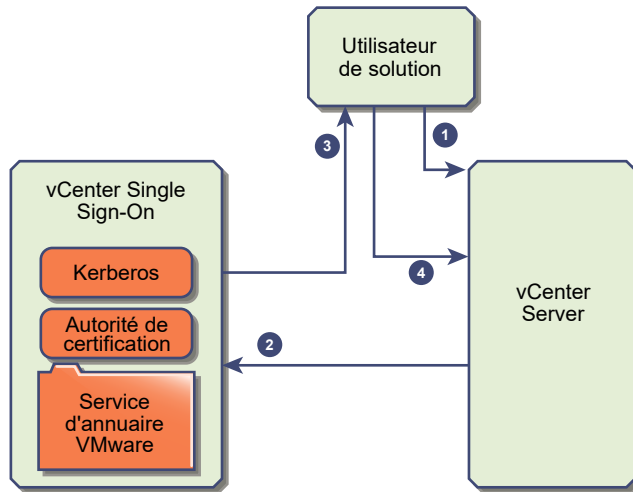 Utilisateur
de solution
1
3
vCenter Single
Sign-On
Kerberos
4
vCenter
Server
Autorité de
certification
2
Service
d'annuaire
VMware